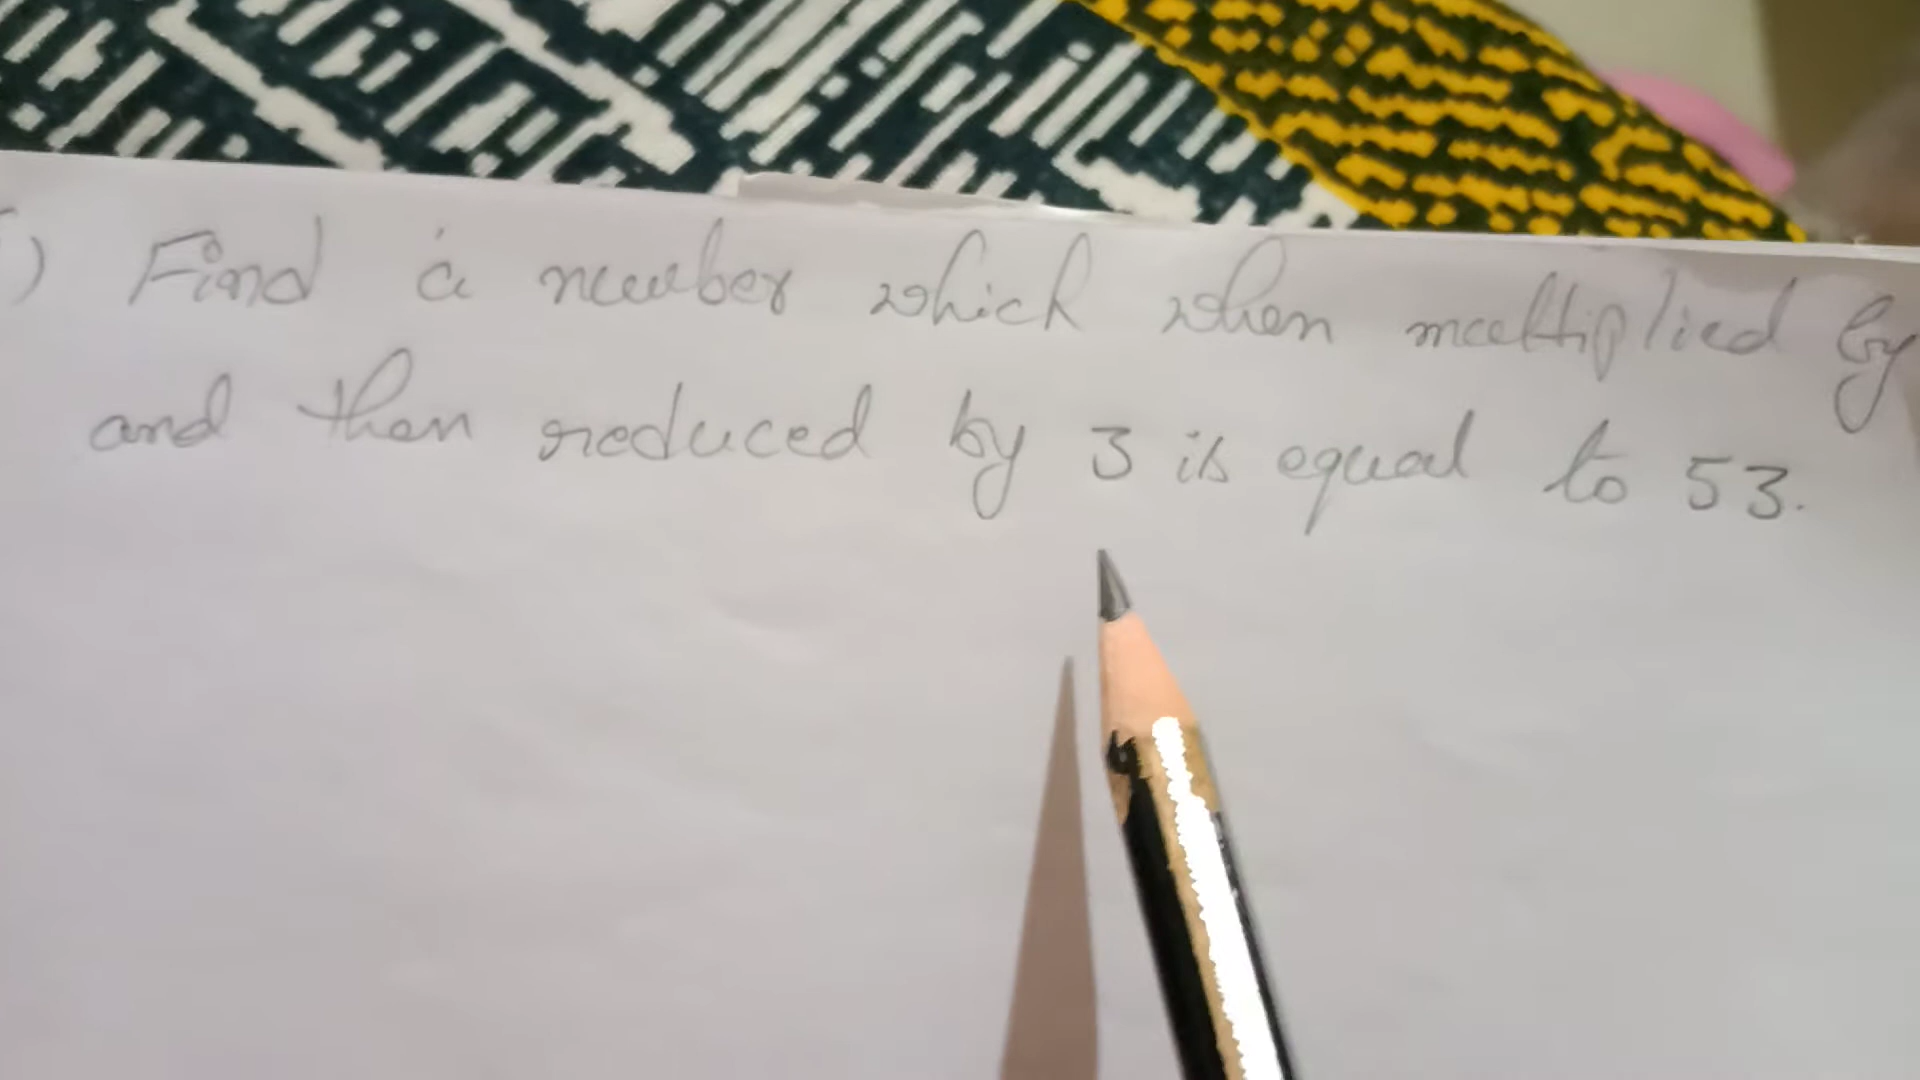 ) Find a number which when multiplied by
and then reduced by 3 is equal to 53.